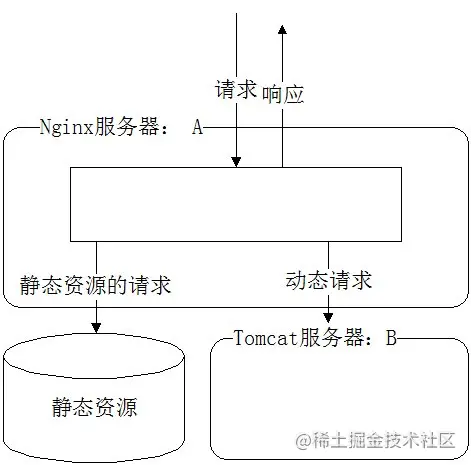 请求
响应
Nginx服务器： A
静态资源的请求
动态请求
Tomcat服务器：B
静态资源
@稀土掘金技术社区